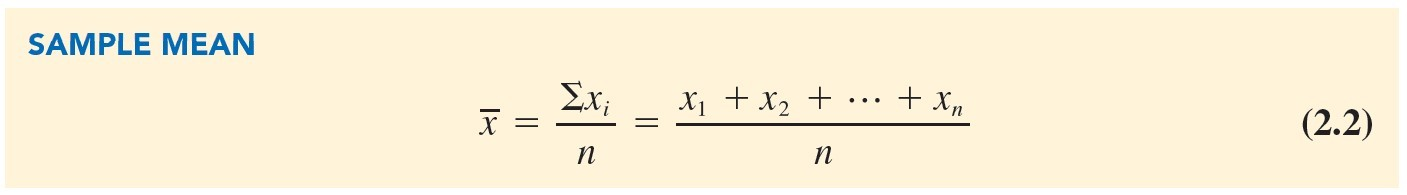 SAMPLE MEAN
x̄ = Σxᵢ / n = x₁ + x₂ + ⋯ + xₙ / n (2.2)